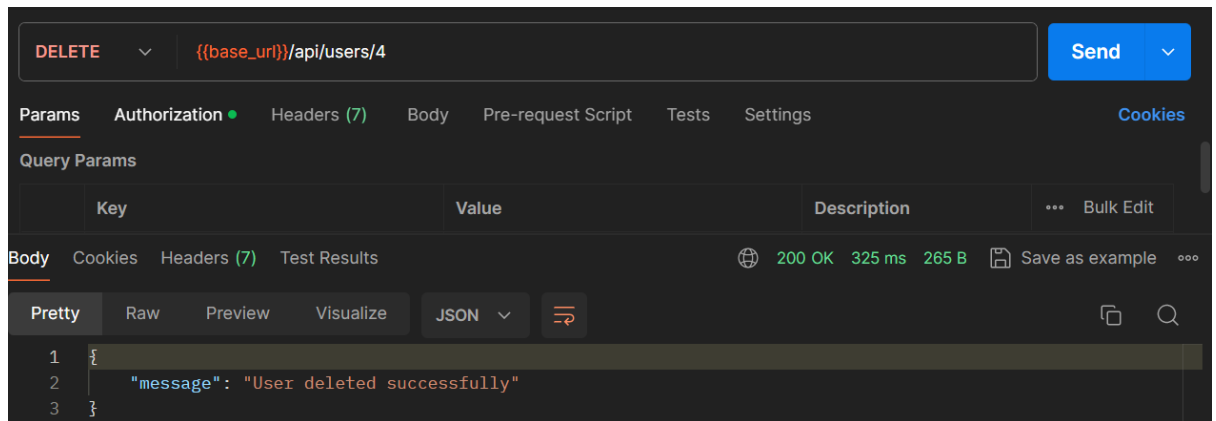 DELETE {{base_url}}/api/users/4 Send
Params Authorization Headers (7) Body Pre-request Script Tests Settings Cookies
Query Params
Key Value Description Bulk Edit
Body Cookies Headers (7) Test Results 200 OK 325 ms 265 B Save as example
Pretty Raw Preview Visualize JSON
1 {
2 "message": "User deleted successfully"
3 }